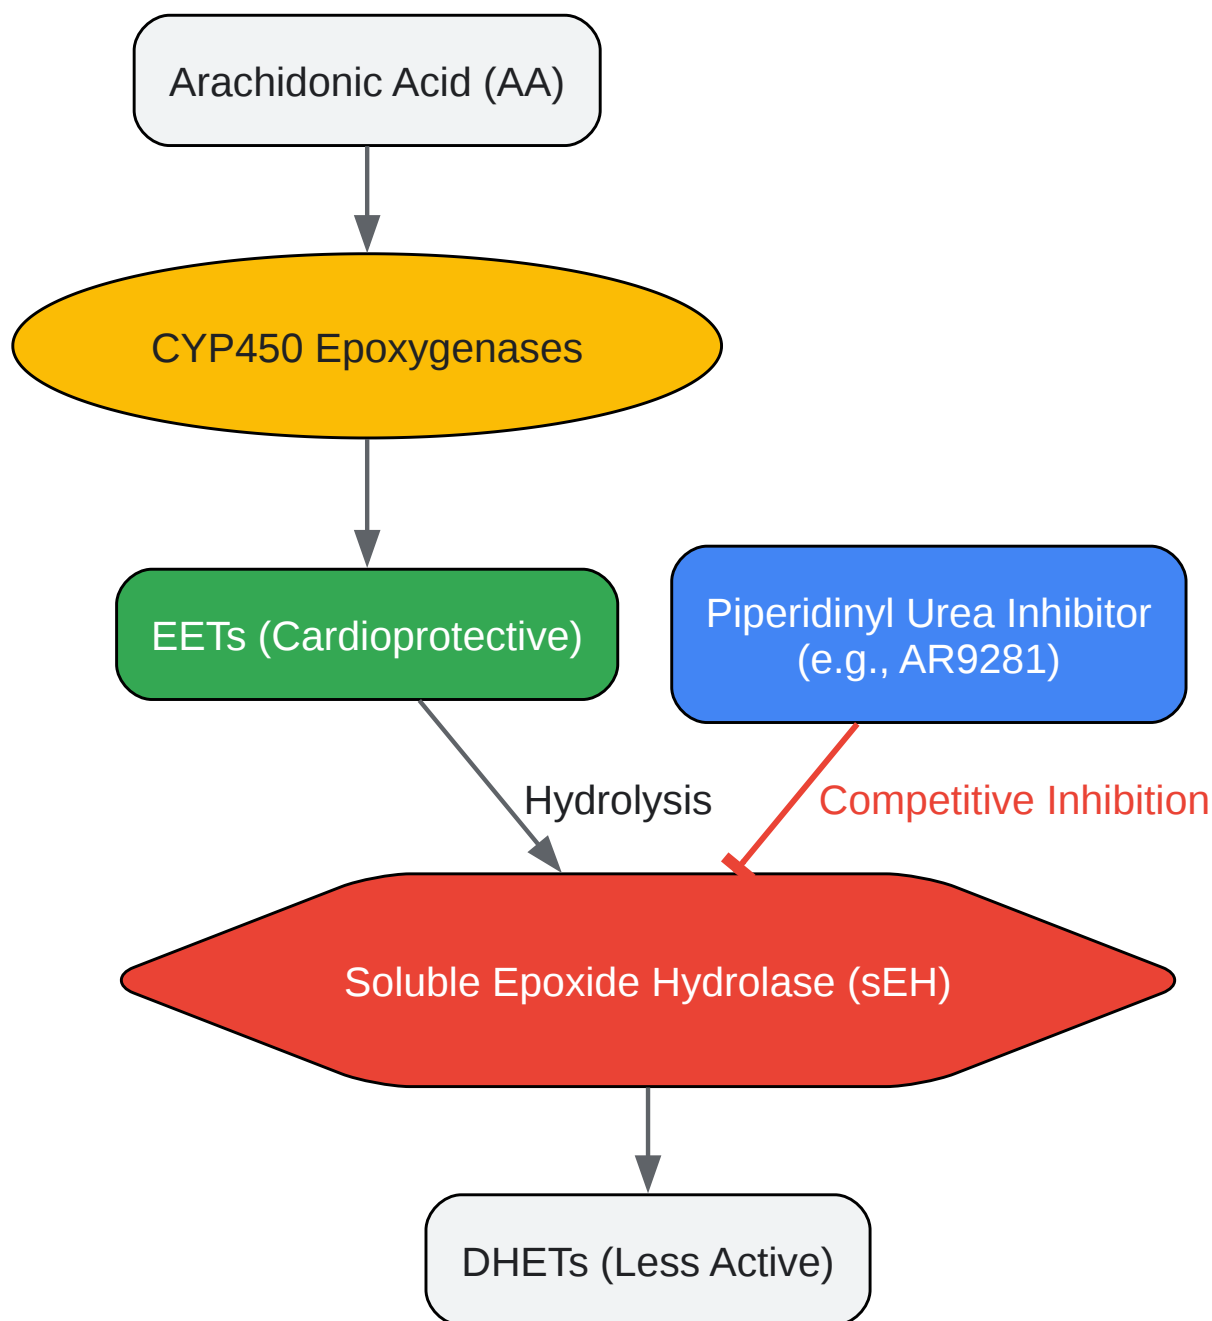 Arachidonic Acid (AA)
CYP450 Epoxygenases
EETs (Cardioprotective)
Piperidinyl Urea Inhibitor
(e.g., AR9281)
Hydrolysis
Competitive Inhibition
Soluble Epoxide Hydrolase (sEH)
DHETs (Less Active)